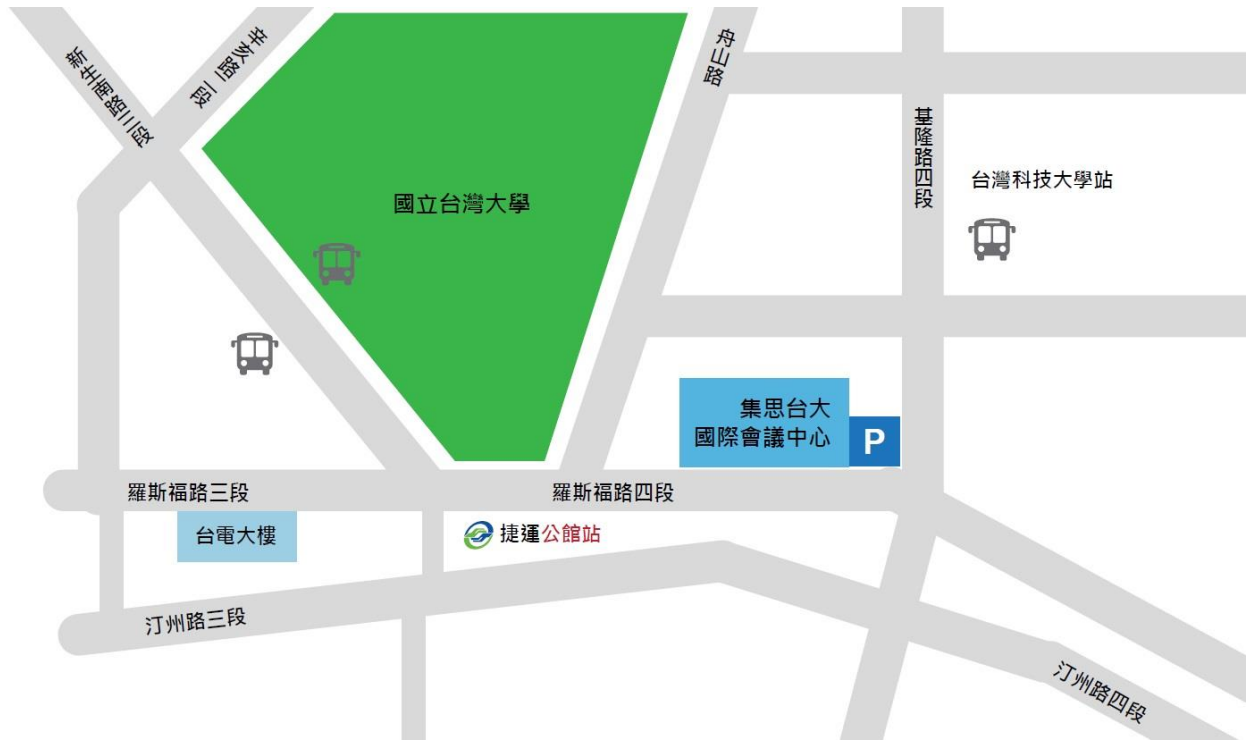 新生南路三段
辛亥路二段
舟山路
基隆路四段
國立台灣大學
台灣科技大學站
集思台大
國際會議中心
P
羅斯福路三段
羅斯福路四段
台電大樓
捷運公館站
汀州路三段
汀州路四段